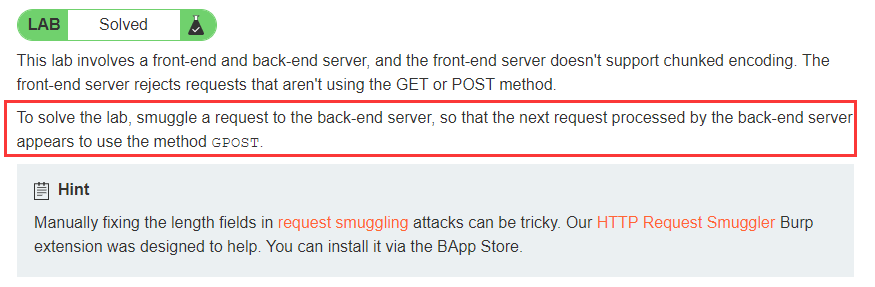 LAB Solved
This lab involves a front-end and back-end server, and the front-end server doesn't support chunked encoding. The
front-end server rejects requests that aren't using the GET or POST method.
To solve the lab, smuggle a request to the back-end server, so that the next request processed by the back-end server
appears to use the method GPOST.
Hint
Manually fixing the length fields in request smuggling attacks can be tricky. Our HTTP Request Smuggler Burp
extension was designed to help. You can install it via the BApp Store.